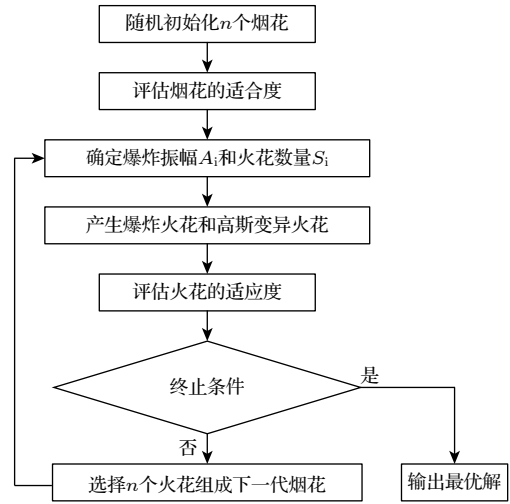 随机初始化n个烟花
评估烟花的适合度
确定爆炸振幅Ai和火花数量Si
产生爆炸火花和高斯变异火花
评估火花的适应度
终止条件
是
否
选择n个火花组成下一代烟花
输出最优解